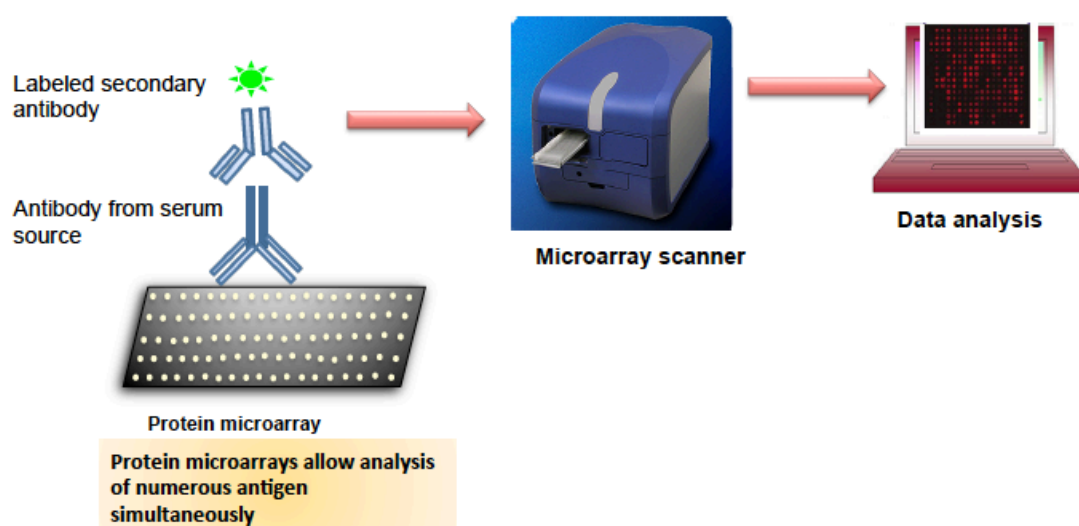 Labeled secondary
antibody
Antibody from serum
source
Microarray scanner
Data analysis
Protein microarray
Protein microarrays allow analysis
of numerous antigen
simultaneously